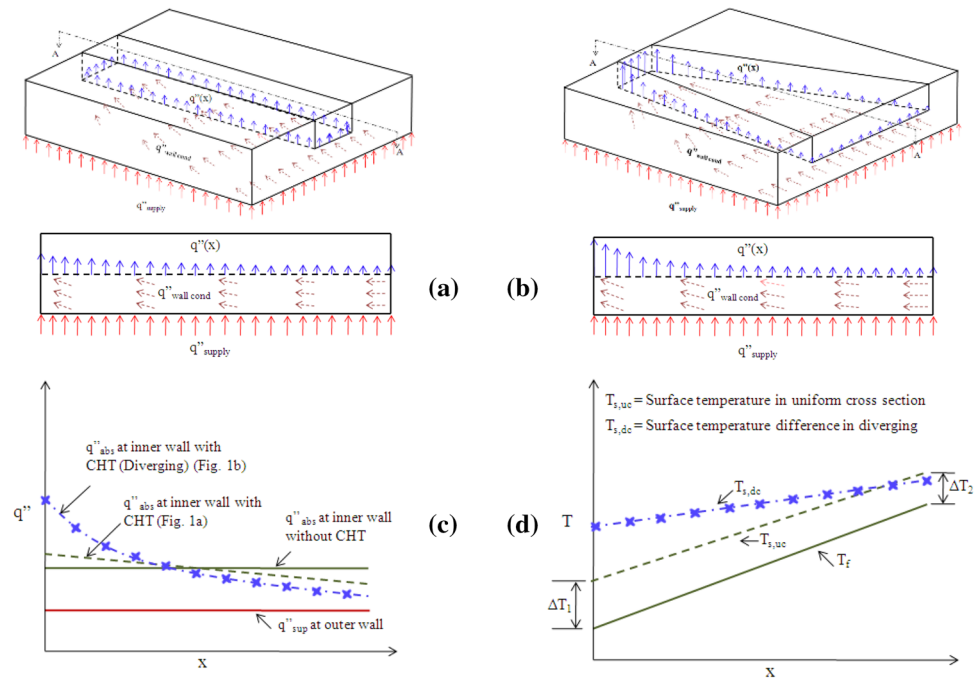 A
q"(x)
q"wall cond
A
q"supply
A
q"(x)
q"wall cond
A
q"supply
q"(x)
q"wall cond
q"supply
(a)
(b)
q"(x)
q"wall cond
q"supply
q"abs at inner wall with
CHT (Diverging) (Fig. 1b)
q"abs at inner wall with
CHT (Fig. 1a)
q"abs at inner wall
without CHT
q"
q"sup at outer wall
X
(c)
(d)
Ts,uc = Surface temperature in uniform cross section
Ts,dc = Surface temperature difference in diverging
Ts,dc
ΔT2
T
Ts,uc
Tf
ΔT1
X